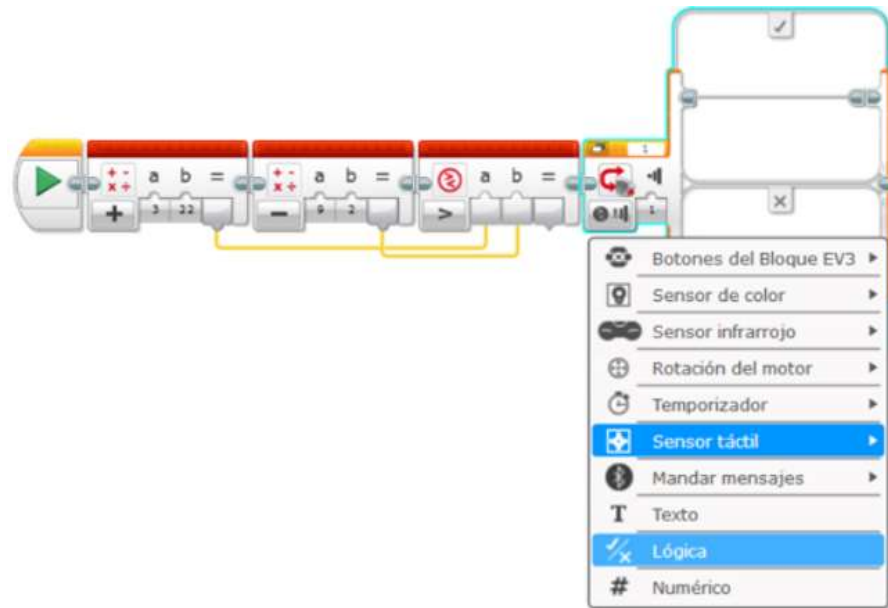 1
a b =
a b =
a b =
3 22
9 2
>
1
Botones del Bloque EV3
Sensor de color
Sensor infrarrojo
Rotación del motor
Temporizador
Sensor táctil
Mandar mensajes
T Texto
Lógica
# Numérico